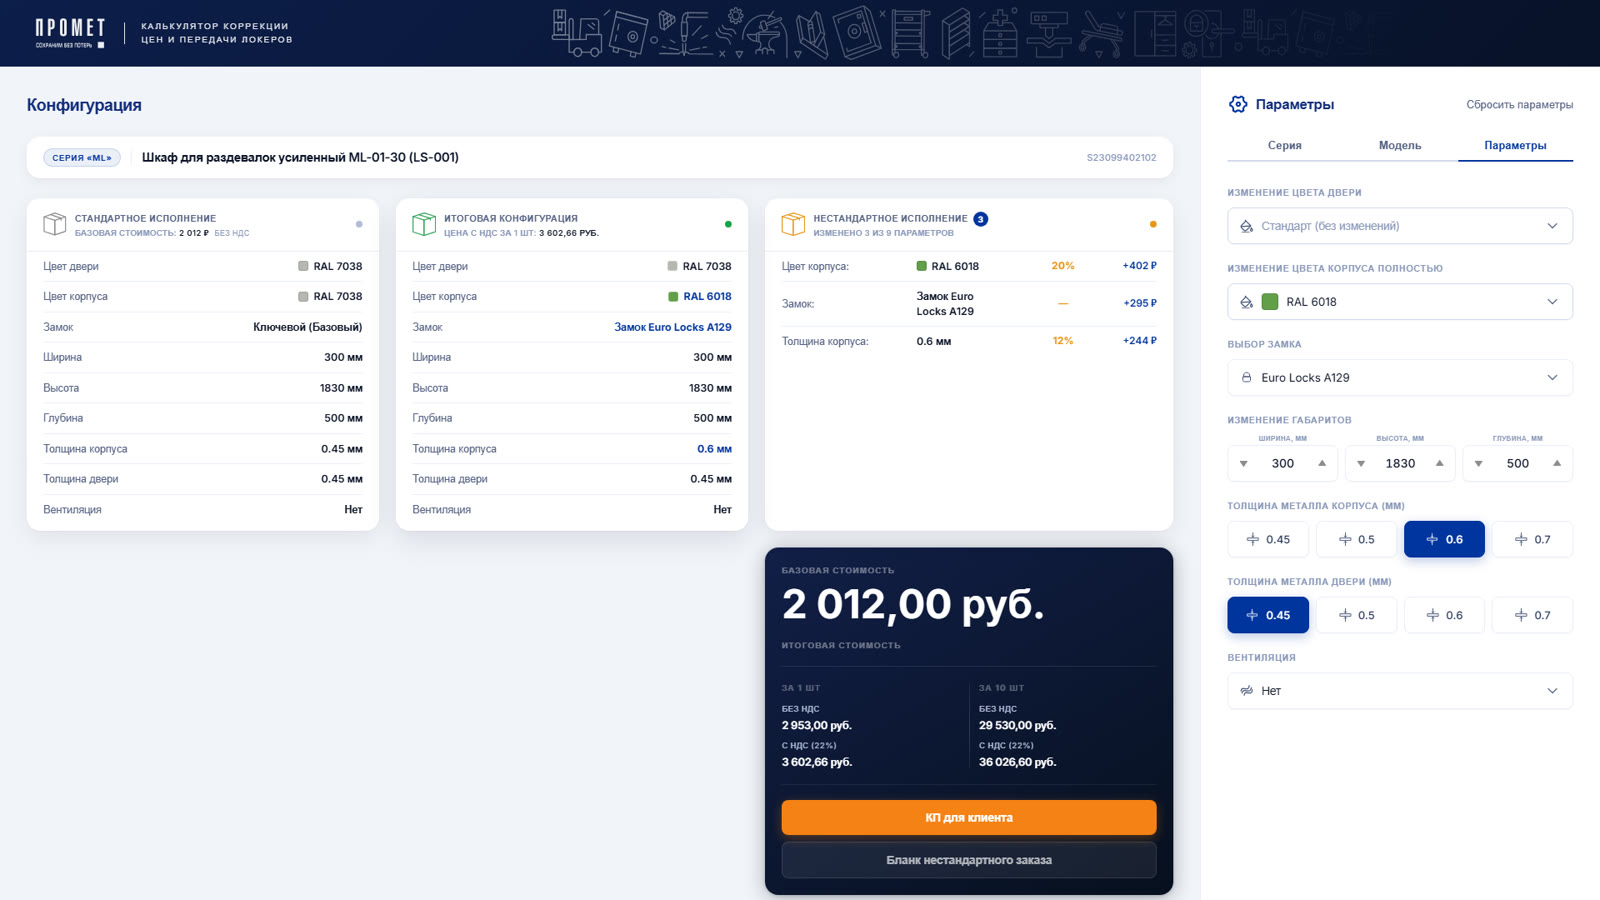 ПРОМЕТ
СОХРАНИМ БЕЗ ПОТЕРЬ
КАЛЬКУЛЯТОР КОРРЕКЦИИ
ЦЕН И ПЕРЕДАЧИ ЛОКЕРОВ
Конфигурация
СЕРИЯ «ML»
Шкаф для раздевалок усиленный ML-01-30 (LS-001)
S23099402102
СТАНДАРТНОЕ ИСПОЛНЕНИЕ
БАЗОВАЯ СТОИМОСТЬ: 2 012 ₽ БЕЗ НДС
Цвет двери RAL 7038
Цвет корпуса RAL 7038
Замок Ключевой (Базовый)
Ширина 300 мм
Высота 1830 мм
Глубина 500 мм
Толщина корпуса 0.45 мм
Толщина двери 0.45 мм
Вентиляция Нет
ИТОГОВАЯ КОНФИГУРАЦИЯ
ЦЕНА С НДС ЗА 1 ШТ: 3 602,66 РУБ.
Цвет двери RAL 7038
Цвет корпуса RAL 6018
Замок Замок Euro Locks A129
Ширина 300 мм
Высота 1830 мм
Глубина 500 мм
Толщина корпуса 0.6 мм
Толщина двери 0.45 мм
Вентиляция Нет
НЕСТАНДАРТНОЕ ИСПОЛНЕНИЕ 3
ИЗМЕНЕНО 3 ИЗ 9 ПАРАМЕТРОВ
Цвет корпуса: RAL 6018 20% +402 ₽
Замок: Замок Euro Locks A129 — +295 ₽
Толщина корпуса: 0.6 мм 12% +244 ₽
БАЗОВАЯ СТОИМОСТЬ
2 012,00 руб.
ИТОГОВАЯ СТОИМОСТЬ
ЗА 1 ШТ
БЕЗ НДС
2 953,00 руб.
С НДС (22%)
3 602,66 руб.
ЗА 10 ШТ
БЕЗ НДС
29 530,00 руб.
С НДС (22%)
36 026,60 руб.
КП для клиента
Бланк нестандартного заказа
Параметры
Сбросить параметры
Серия Модель Параметры
ИЗМЕНЕНИЕ ЦВЕТА ДВЕРИ
Стандарт (без изменений)
ИЗМЕНЕНИЕ ЦВЕТА КОРПУСА ПОЛНОСТЬЮ
RAL 6018
ВЫБОР ЗАМКА
Euro Locks A129
ИЗМЕНЕНИЕ ГАБАРИТОВ
ШИРИНА, ММ ВЫСОТА, ММ ГЛУБИНА, ММ
300 1830 500
ТОЛЩИНА МЕТАЛЛА КОРПУСА (ММ)
0.45 0.5 0.6 0.7
ТОЛЩИНА МЕТАЛЛА ДВЕРИ (ММ)
0.45 0.5 0.6 0.7
ВЕНТИЛЯЦИЯ
Нет